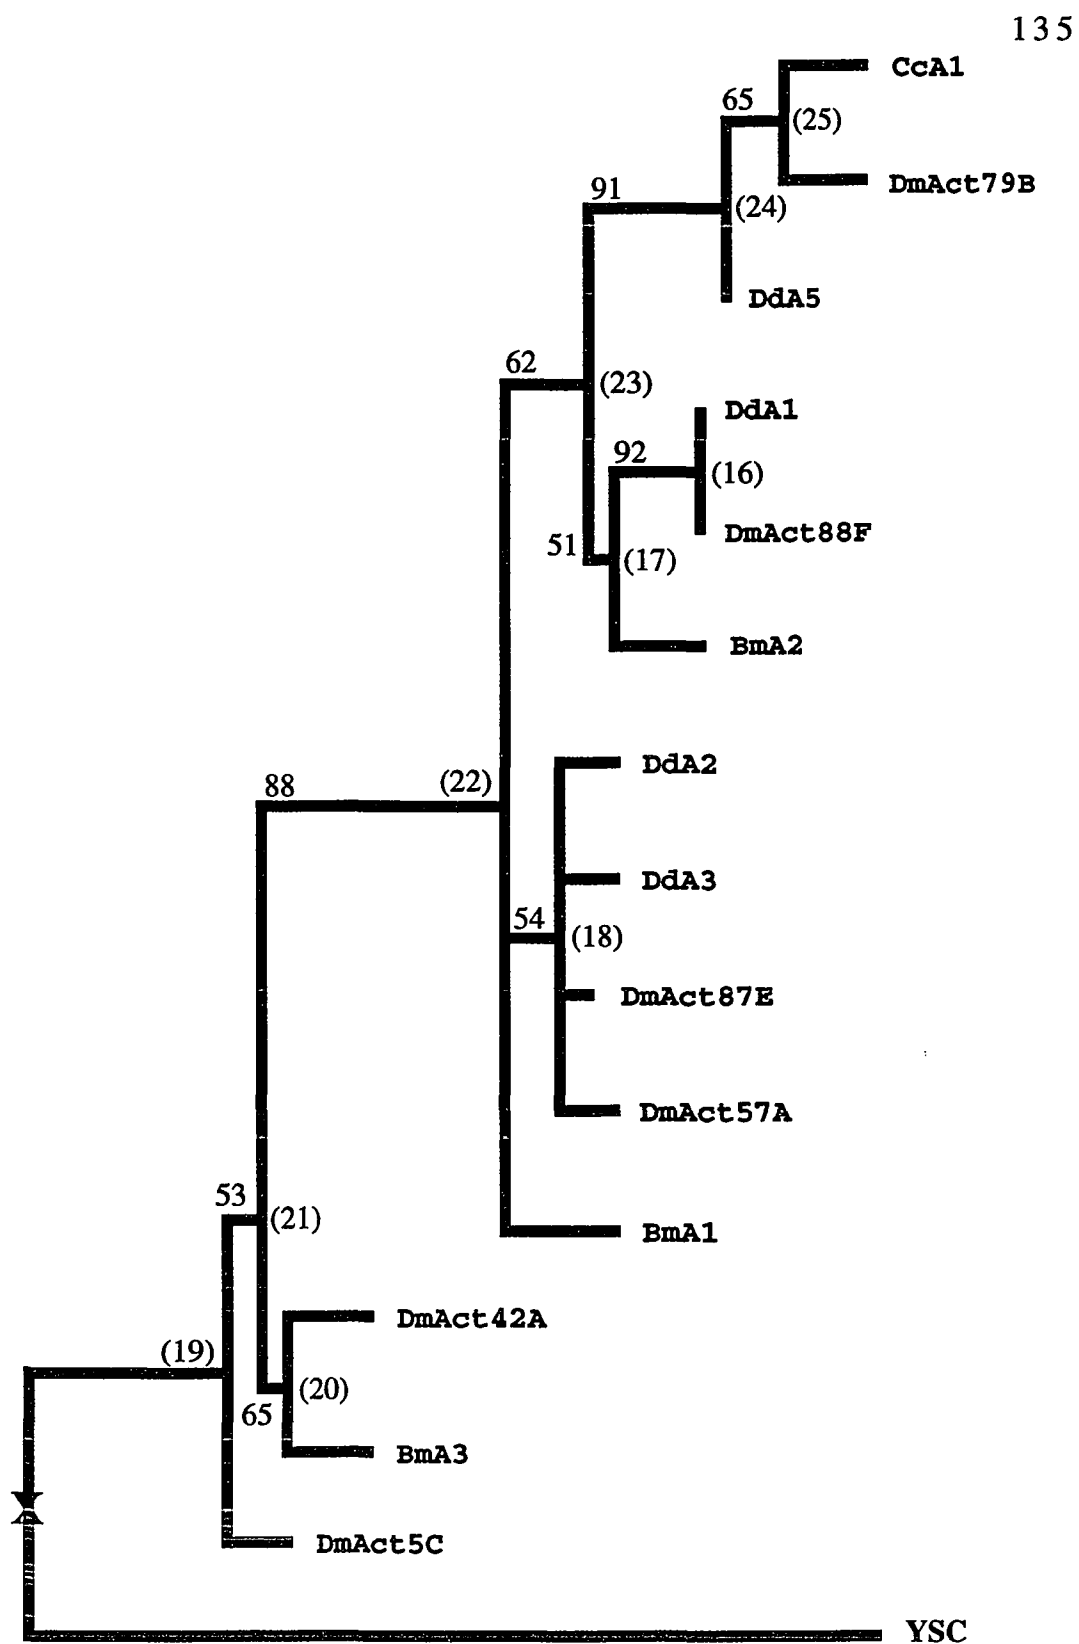 135
CcA1
65
(25)
DmAct79B
91
(24)
DdA5
62
(23)
DdA1
92
(16)
DmAct88F
51
(17)
BmA2
DdA2
88
(22)
DdA3
54
(18)
DmAct87E
DmAct57A
53
(21)
BmA1
DmAct42A
(19)
(20)
65
BmA3
DmAct5C
YSC